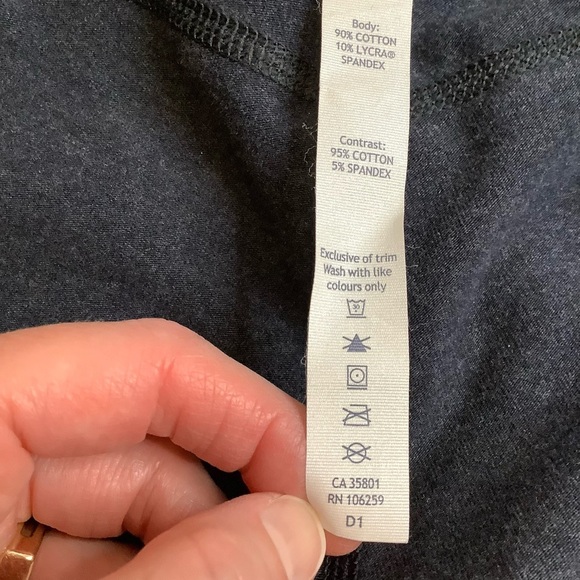 Body:
90% COTTON
10% LYCRA®
SPANDEX
Contrast:
95% COTTON
5% SPANDEX
Exclusive of trim
Wash with like
colours only
30
CA 35801
RN 106259
D1